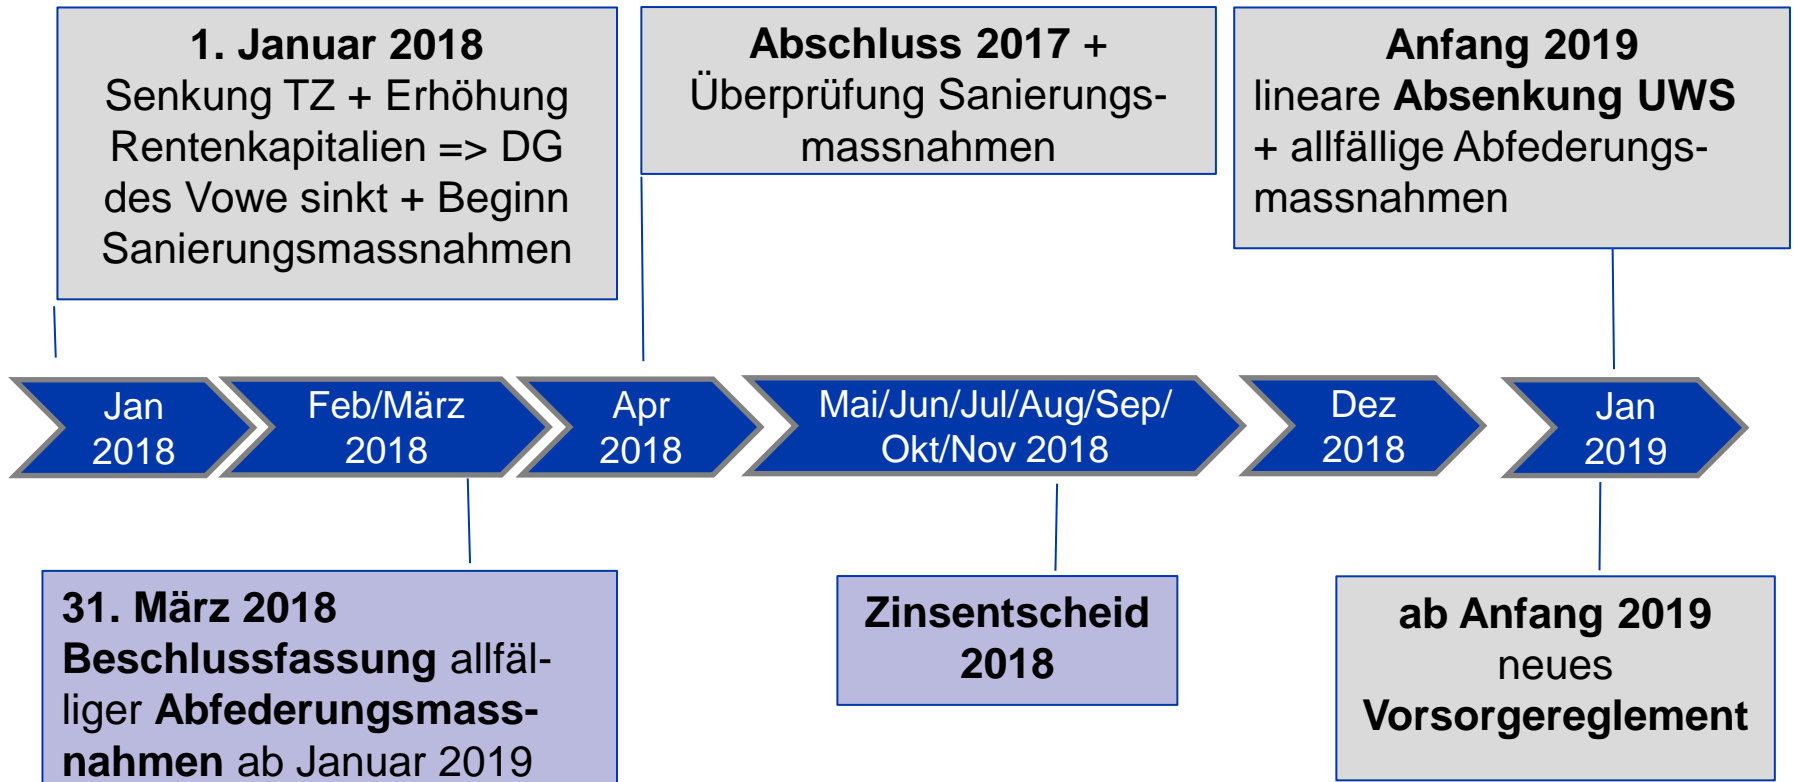 1. Januar 2018
Senkung TZ + Erhöhung
Rentenkapitalien => DG
des Vowe sinkt + Beginn
Sanierungsmassnahmen
Abschluss 2017 +
Überprüfung Sanierungs-
massnahmen
Anfang 2019
lineare Absenkung UWS
+ allfällige Abfederungs-
massnahmen
Jan
2018
Feb/März
2018
Apr
2018
Mai/Jun/Jul/Aug/Sep/
Okt/Nov 2018
Dez
2018
Jan
2019
31. März 2018
Beschlussfassung allfäl-
liger Abfederungsmass-
nahmen ab Januar 2019
Zinsentscheid
2018
ab Anfang 2019
neues
Vorsorgereglement